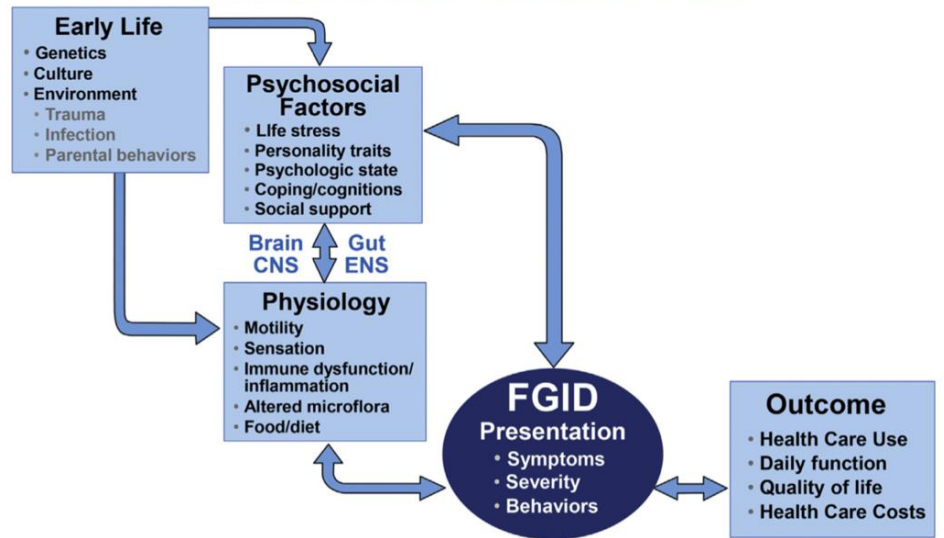 Early Life
• Genetics
• Culture
• Environment
• Trauma
• Infection
• Parental behaviors
Psychosocial
Factors
• LIfe stress
• Personality traits
• Psychologic state
• Coping/cognitions
• Social support
Brain Gut
CNS ENS
Physiology
• Motility
• Sensation
• Immune dysfunction/
inflammation
• Altered microflora
• Food/diet
FGID
Presentation
• Symptoms
• Severity
• Behaviors
Outcome
• Health Care Use
• Daily function
• Quality of life
• Health Care Costs